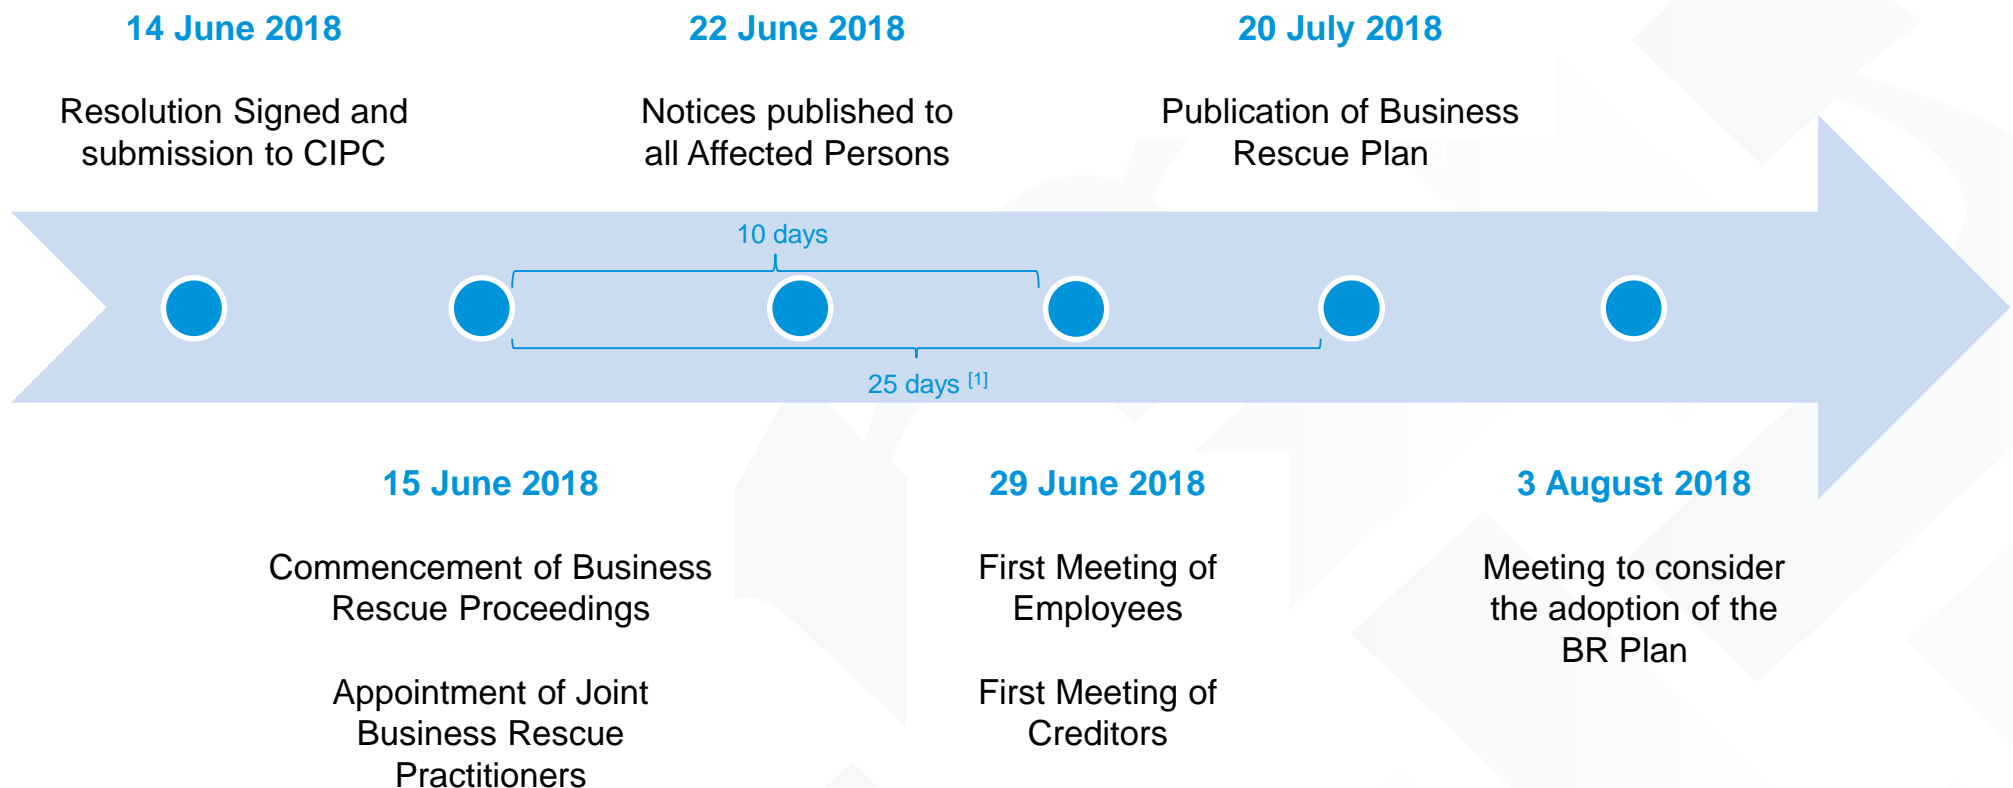 14 June 2018
Resolution Signed and
submission to CIPC
22 June 2018
Notices published to
all Affected Persons
20 July 2018
Publication of Business
Rescue Plan
10 days
25 days [1]
15 June 2018
Commencement of Business
Rescue Proceedings
Appointment of Joint
Business Rescue
Practitioners
29 June 2018
First Meeting of
Employees
First Meeting of
Creditors
3 August 2018
Meeting to consider
the adoption of the
BR Plan